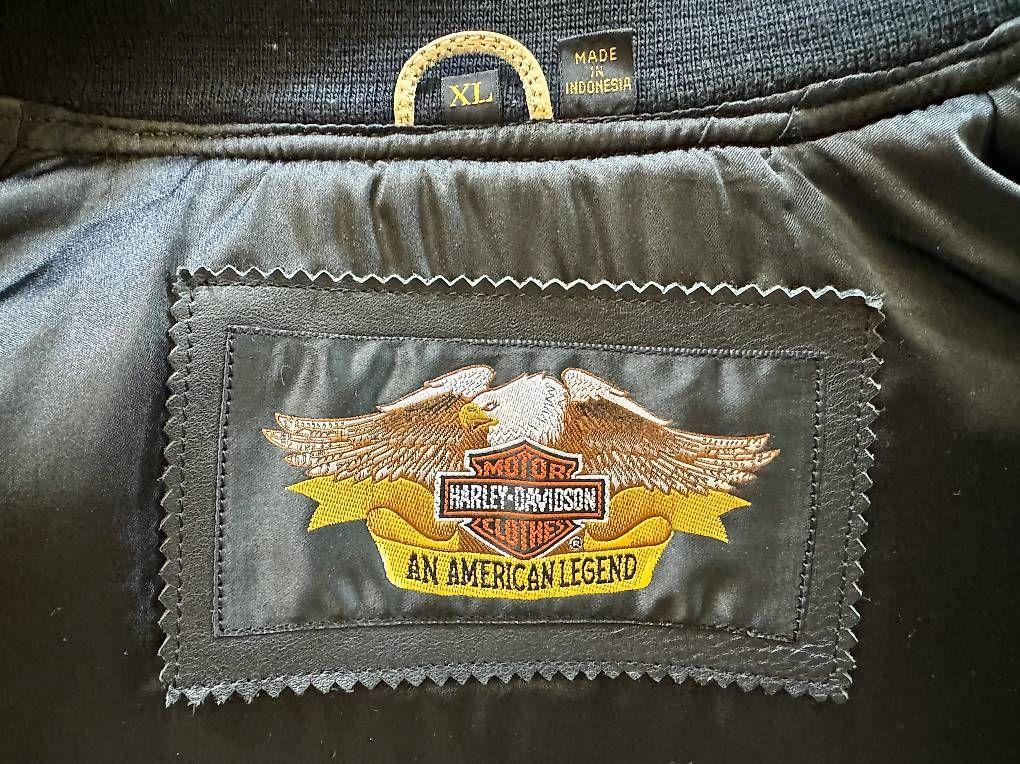 XL
MADE
IN
INDONESIA
MOTOR
HARLEY-DAVIDSON
CLOTHES
®
AN AMERICAN LEGEND